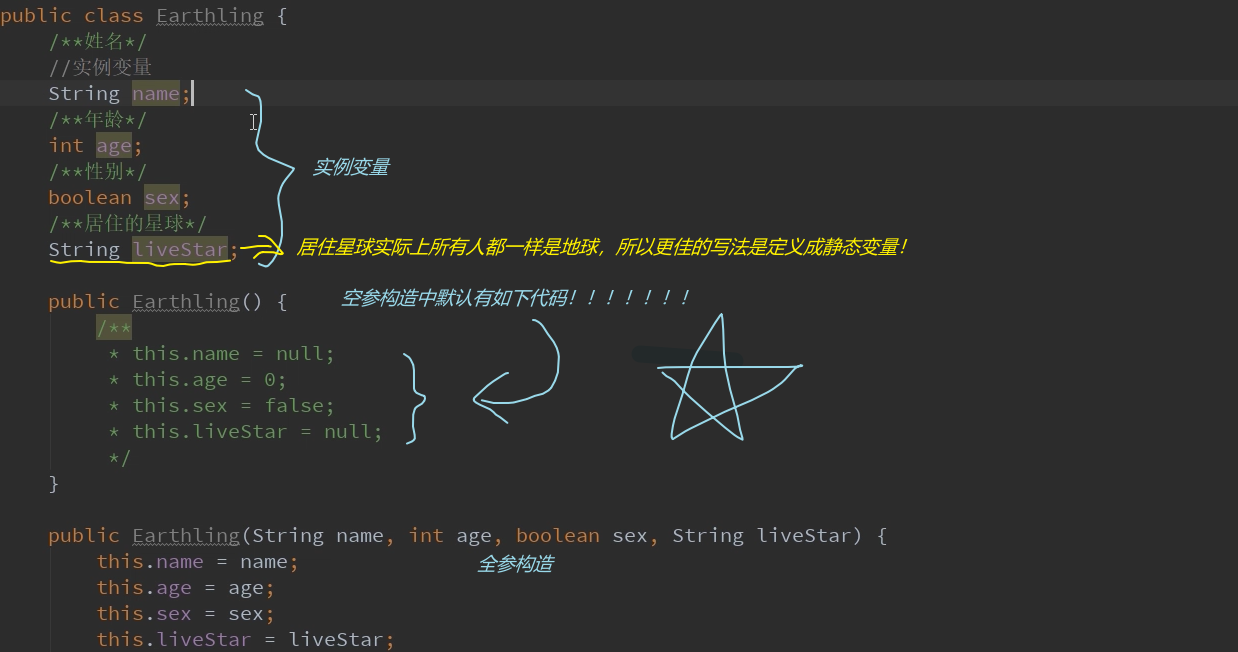 public class Earthling {
/**姓名*/
//实例变量
String name;
/**年龄*/
int age;
实例变量
/**性别*/
boolean sex;
/**居住的星球*/
String liveStar; 居住星球实际上所有人都一样是地球，所以更佳的写法是定义成静态变量！
public Earthling() { 空参构造中默认有如下代码！！！！！！！
/**
* this.name = null;
* this.age = 0;
* this.sex = false;
* this.liveStar = null;
*/
}
public Earthling(String name, int age, boolean sex, String liveStar) {
this.name = name; 全参构造
this.age = age;
this.sex = sex;
this.liveStar = liveStar;